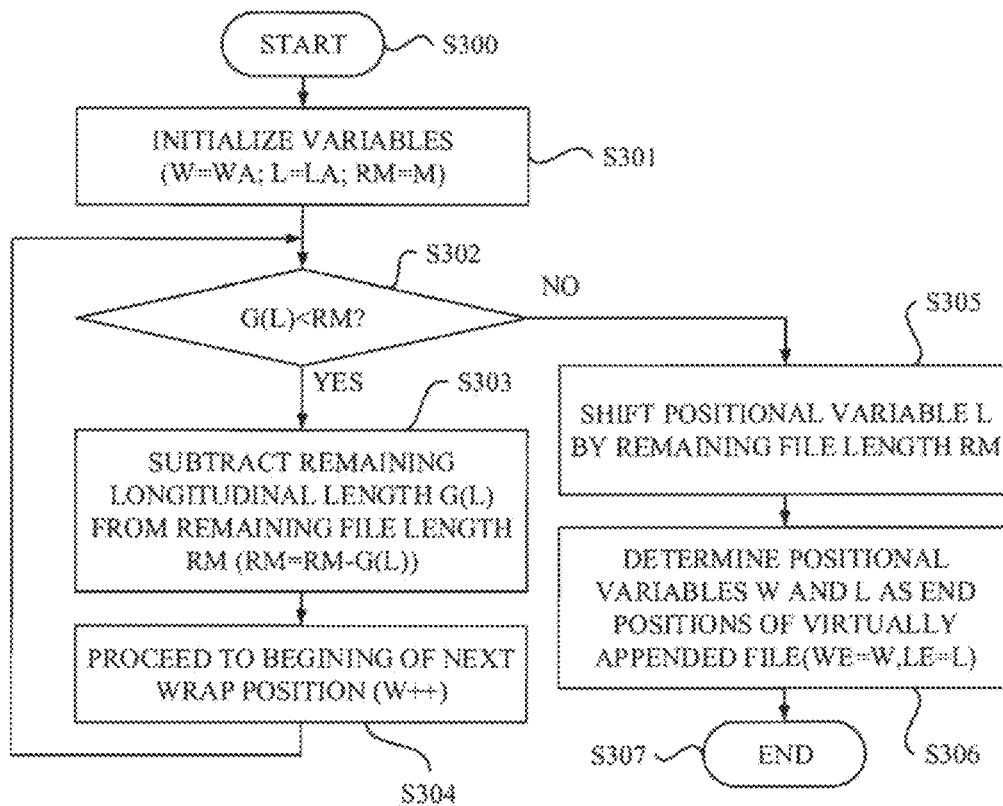 START
S300
INITIALIZE VARIABLES
(W=WA; L=LA; RM=M)
S301
S302
G(L)<RM?
NO
YES
S303
SUBTRACT REMAINING
LONGITUDINAL LENGTH G(L)
FROM REMAINING FILE LENGTH
RM (RM=RM-G(L))
PROCEED TO BEGINING OF NEXT
WRAP POSITION (W++)
S304
S305
SHIFT POSITIONAL VARIABLE L
BY REMAINING FILE LENGTH RM
DETERMINE POSITIONAL
VARIABLES W AND L AS END
POSITIONS OF VIRTUALLY
APPENDED FILE(WE=W,LE=L)
S306
S307
END